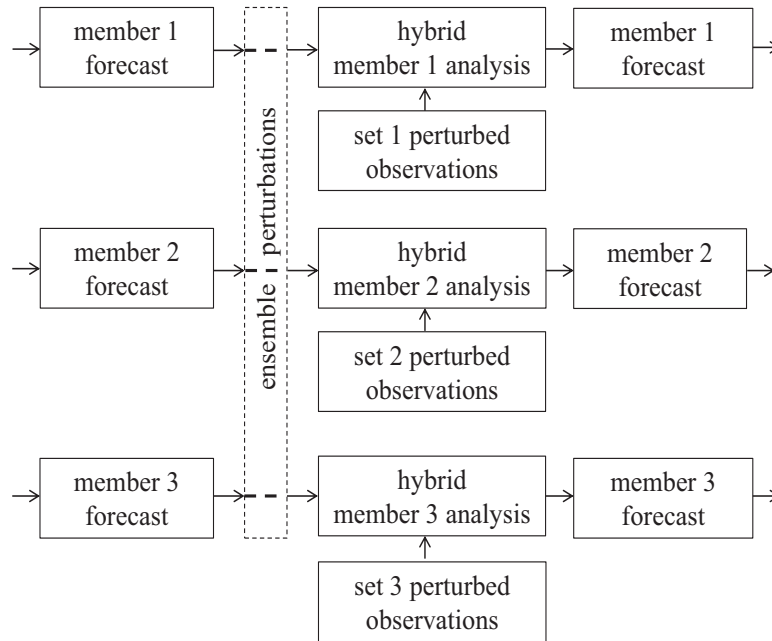 member 1
forecast
hybrid
member 1 analysis
member 1
forecast
set 1 perturbed
observations
ensemble perturbations
member 2
forecast
hybrid
member 2 analysis
member 2
forecast
set 2 perturbed
observations
member 3
forecast
hybrid
member 3 analysis
member 3
forecast
set 3 perturbed
observations